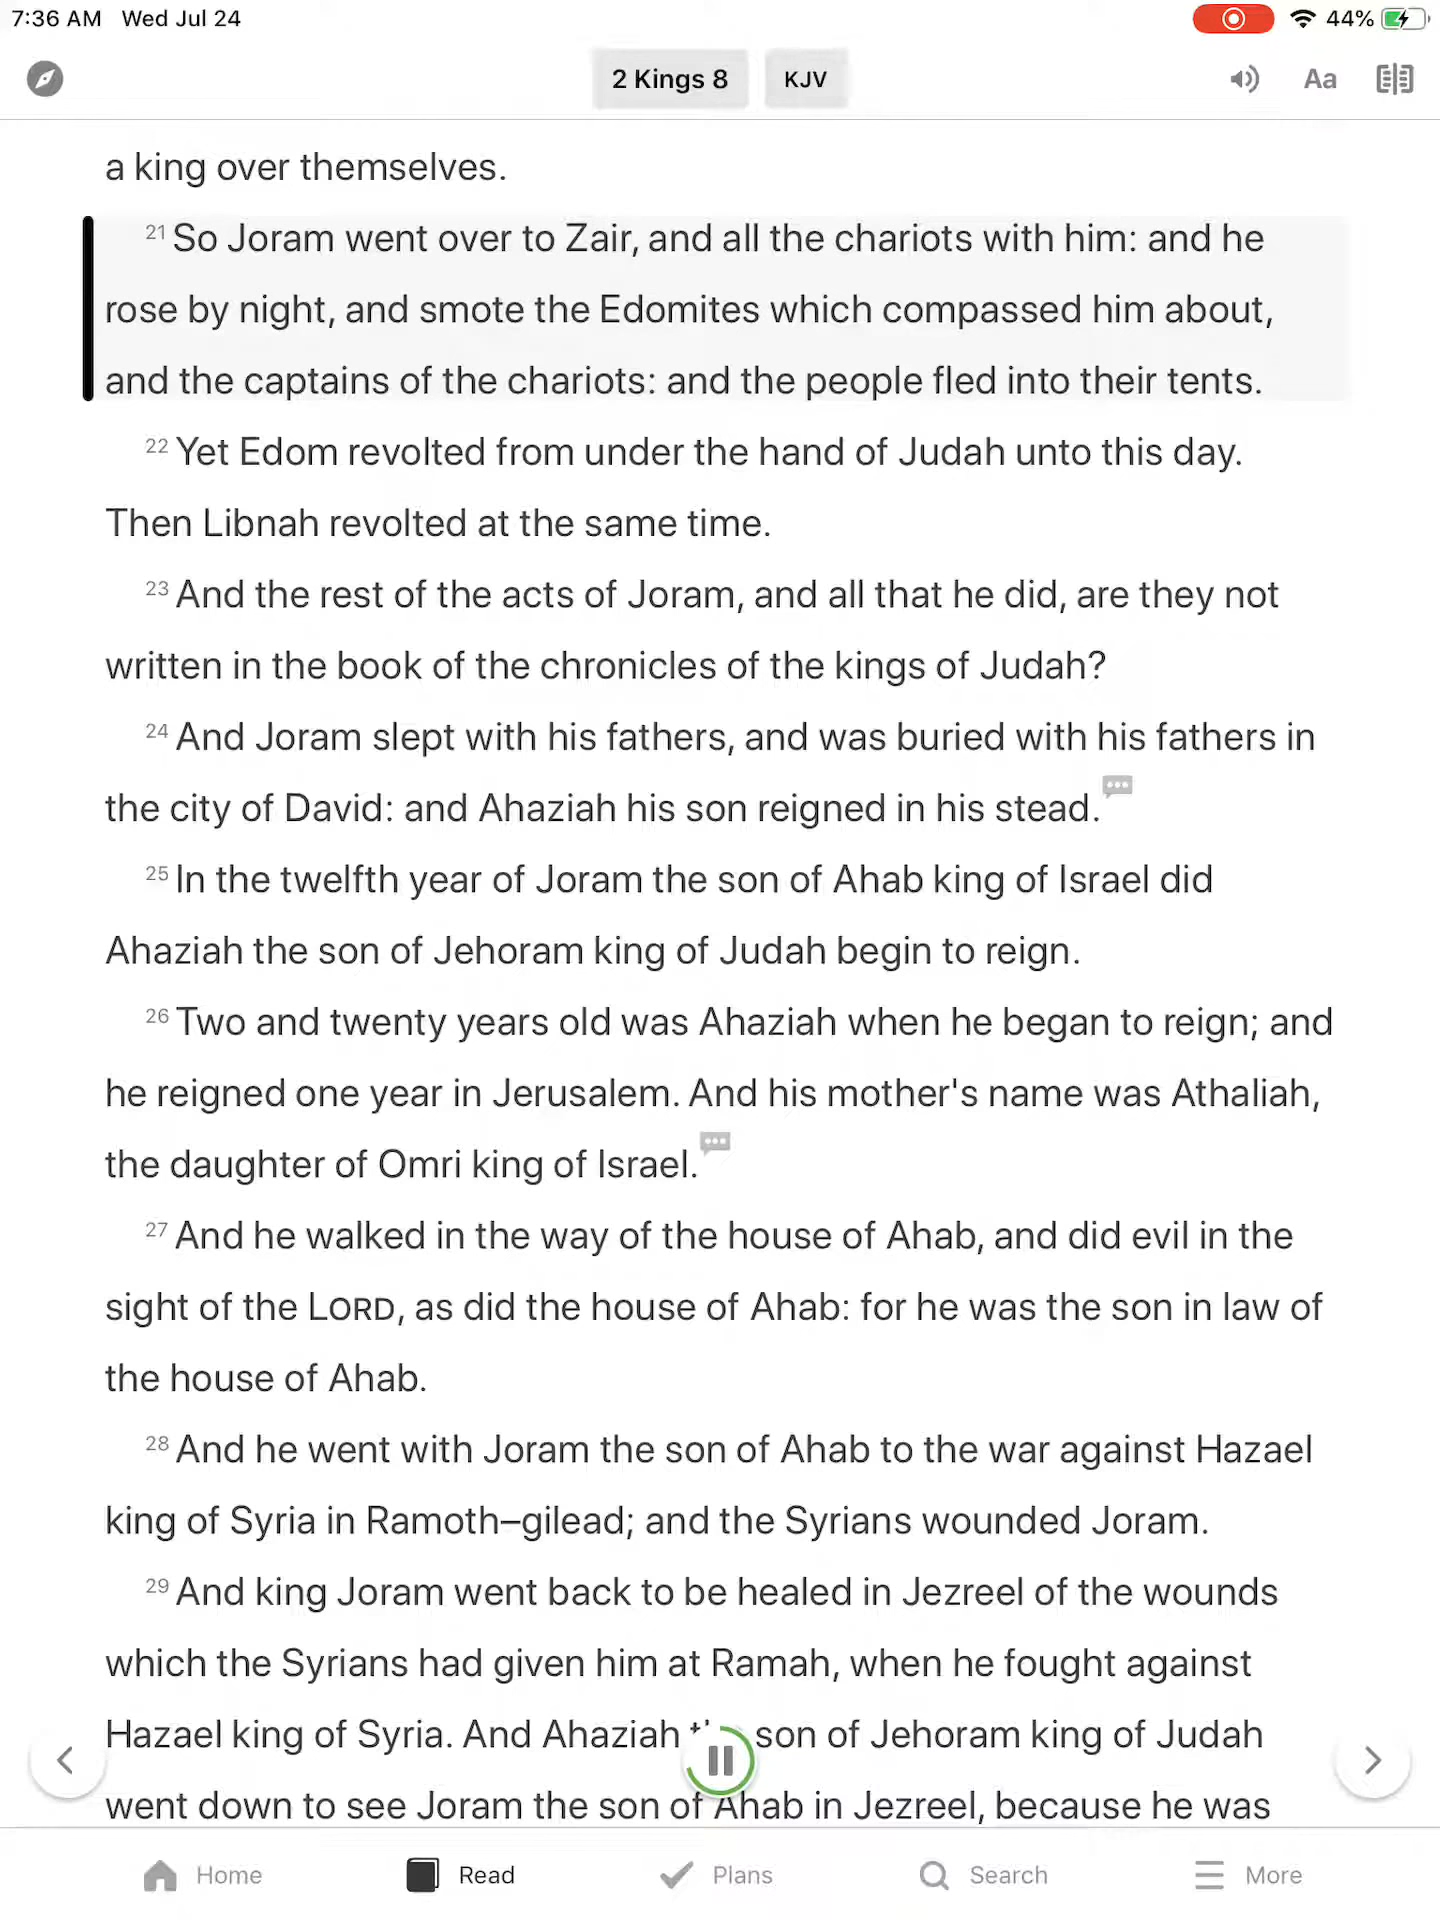 7:36 AM Wed Jul 24 44%
2 Kings 8 KJV Aa
a king over themselves.
21 So Joram went over to Zair, and all the chariots with him: and he
rose by night, and smote the Edomites which compassed him about,
and the captains of the chariots: and the people fled into their tents.
22 Yet Edom revolted from under the hand of Judah unto this day.
Then Libnah revolted at the same time.
23 And the rest of the acts of Joram, and all that he did, are they not
written in the book of the chronicles of the kings of Judah?
24 And Joram slept with his fathers, and was buried with his fathers in
the city of David: and Ahaziah his son reigned in his stead.
25 In the twelfth year of Joram the son of Ahab king of Israel did
Ahaziah the son of Jehoram king of Judah begin to reign.
26 Two and twenty years old was Ahaziah when he began to reign; and
he reigned one year in Jerusalem. And his mother's name was Athaliah,
the daughter of Omri king of Israel.
27 And he walked in the way of the house of Ahab, and did evil in the
sight of the LORD, as did the house of Ahab: for he was the son in law of
the house of Ahab.
28 And he went with Joram the son of Ahab to the war against Hazael
king of Syria in Ramoth–gilead; and the Syrians wounded Joram.
29 And king Joram went back to be healed in Jezreel of the wounds
which the Syrians had given him at Ramah, when he fought against
Hazael king of Syria. And Ahaziah son of Jehoram king of Judah
went down to see Joram the son of Ahab in Jezreel, because he was
Home Read Plans Search More